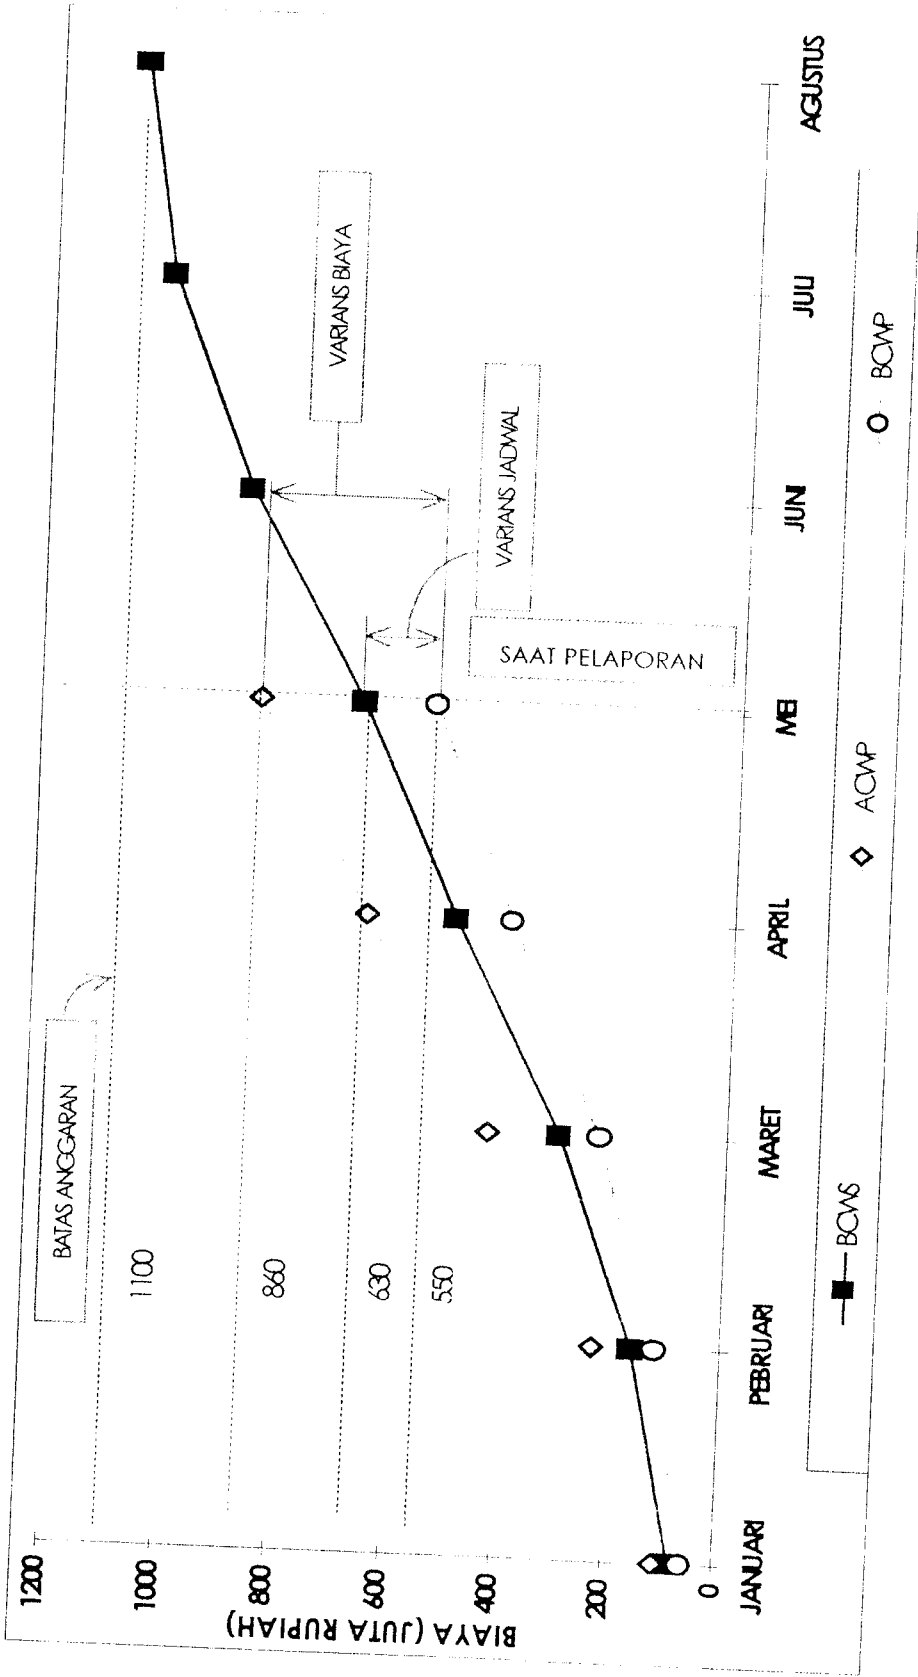 BIAYA (JUTA RUPIAH)
1200
1000
800
600
400
200
0
BATAS ANGGARAN
1100
860
630
550
VARIANS BIAYA
VARIANS JADWAL
SAAT PELAPORAN
JANUARI
PEBRUARI
MARET
APRIL
MEI
JUNI
JULI
AGUSTUS
BCWS
ACWP
BCWP